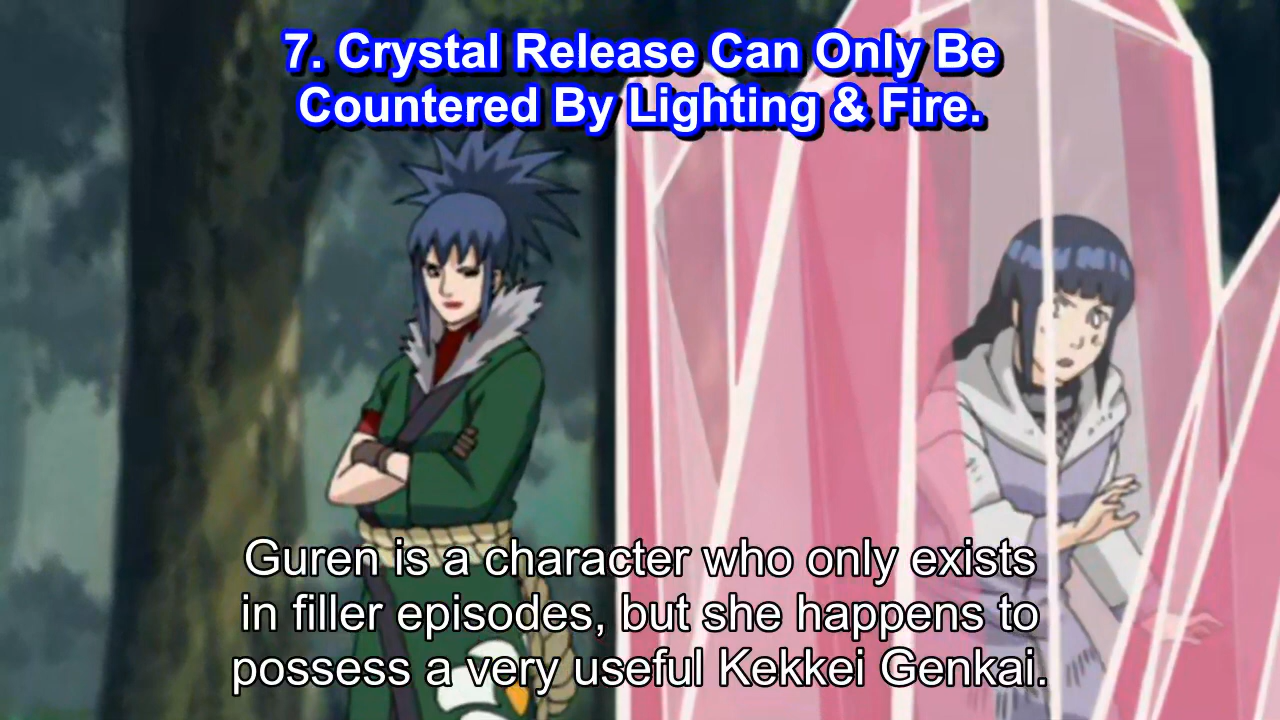 7. Crystal Release Can Only Be
Countered By Lighting & Fire.
Guren is a character who only exists
in filler episodes, but she happens to
possess a very useful Kekkei Genkai.